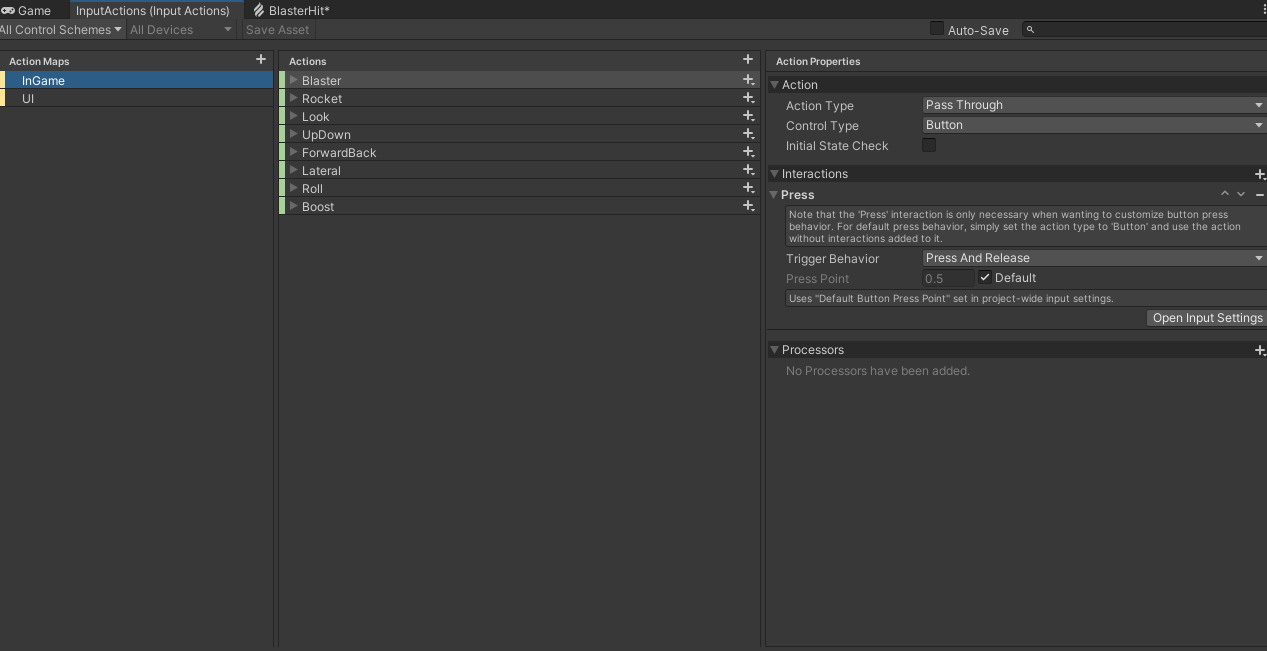 Game
InputActions (Input Actions)
BlasterHit*
All Control Schemes
All Devices
Save Asset
Auto-Save
Action Maps
InGame
UI
Actions
Blaster
Rocket
Look
UpDown
ForwardBack
Lateral
Roll
Boost
Action Properties
Action
Action Type
Pass Through
Control Type
Button
Initial State Check
Interactions
Press
Note that the 'Press' interaction is only necessary when wanting to customize button press
behavior. For default press behavior, simply set the action type to 'Button' and use the action
without interactions added to it.
Trigger Behavior
Press And Release
Press Point
0.5
Default
Uses "Default Button Press Point" set in project-wide input settings.
Open Input Settings
Processors
No Processors have been added.